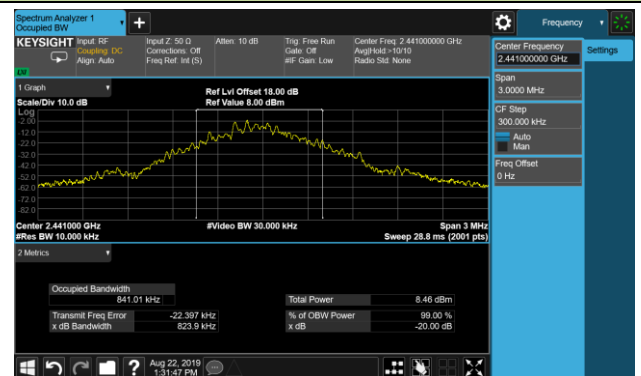 Spectrum Analyzer 1
Occupied BW
Frequency
KEYSIGHT
Input: RF
Coupling: DC
Align: Auto
Input Z: 50 Ω
Corrections: Off
Freq Ref: Int (S)
Atten: 10 dB
Trig: Free Run
Gate: Off
#IF Gain: Low
Center Freq: 2.441000000 GHz
Avg|Hold:>10/10
Radio Std: None
Center Frequency
2.441000000 GHz
Settings
Span
3.0000 MHz
CF Step
300.000 kHz
Auto
Man
Freq Offset
0 Hz
1 Graph
Scale/Div 10.0 dB
Ref Lvl Offset 18.00 dB
Ref Value 8.00 dBm
Log
-2.00
-12.0
-22.0
-32.0
-42.0
-52.0
-62.0
-72.0
-82.0
Center 2.441000 GHz
#Res BW 10.000 kHz
#Video BW 30.000 kHz
Span 3 MHz
Sweep 28.8 ms (2001 pts)
2 Metrics
Occupied Bandwidth
841.01 kHz
Total Power 8.46 dBm
Transmit Freq Error -22.397 kHz
% of OBW Power 99.00 %
x dB Bandwidth 823.9 kHz
x dB -20.00 dB
Aug 22, 2019
1:31:47 PM